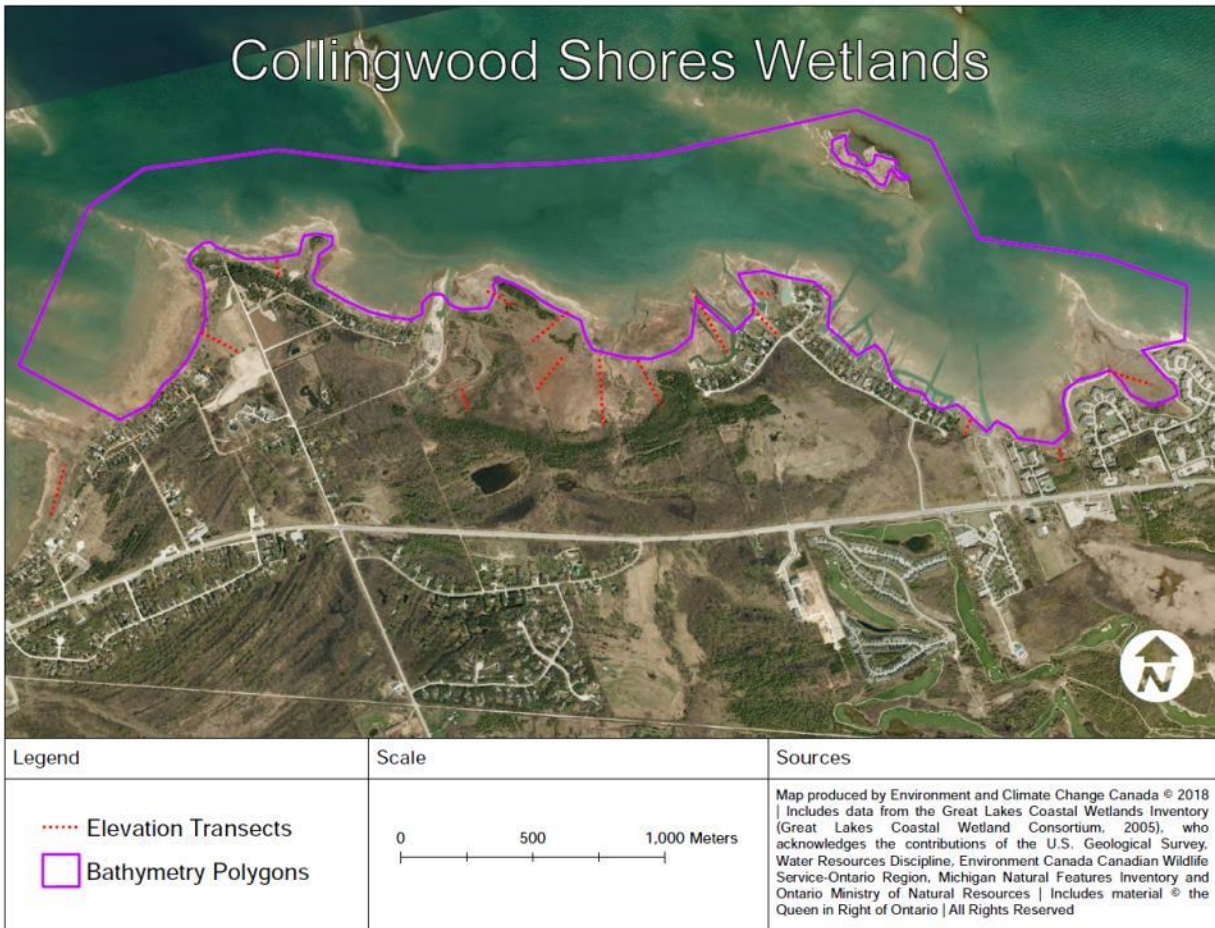 Collingwood Shores Wetlands
N
Legend
Elevation Transects
Bathymetry Polygons
Scale
0 500 1,000 Meters
Sources
Map produced by Environment and Climate Change Canada © 2018
| Includes data from the Great Lakes Coastal Wetlands Inventory
(Great Lakes Coastal Wetland Consortium, 2005), who
acknowledges the contributions of the U.S. Geological Survey,
Water Resources Discipline, Environment Canada Canadian Wildlife
Service-Ontario Region, Michigan Natural Features Inventory and
Ontario Ministry of Natural Resources | Includes material © the
Queen in Right of Ontario | All Rights Reserved